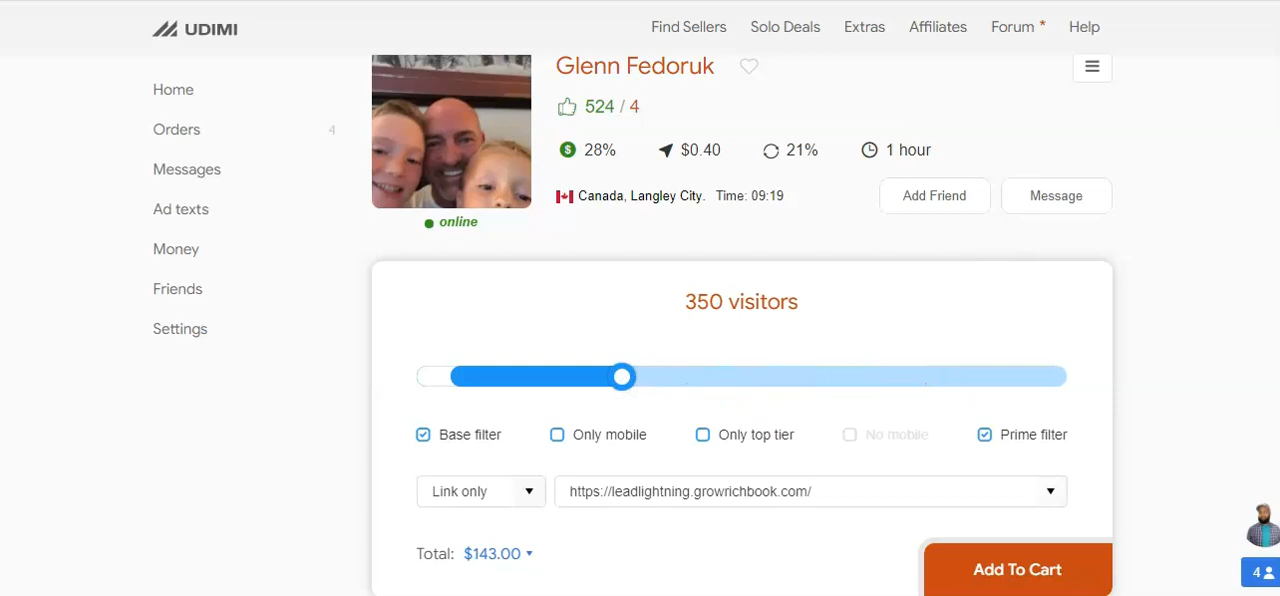 UDIMI
Find Sellers Solo Deals Extras Affiliates Forum * Help
Home
Orders 4
Messages
Ad texts
Money
Friends
Settings
Glenn Fedoruk
524 / 4
$ 28% $0.40 21% 1 hour
Canada, Langley City. Time: 09:19
Add Friend Message
online
350 visitors
Base filter Only mobile Only top tier No mobile Prime filter
Link only https://leadlightning.growrichbook.com/
Total: $143.00
Add To Cart
4